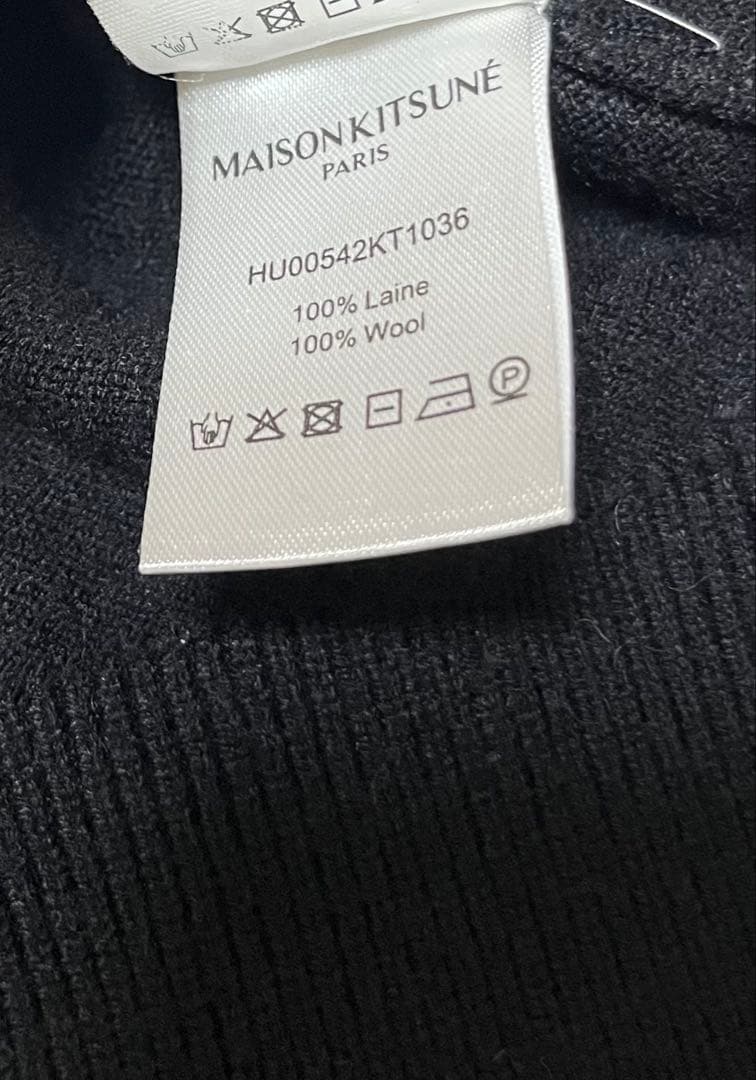 MAISON KITSUNÉ
PARIS
HU00542KT1036
100% Laine
100% Wool
P